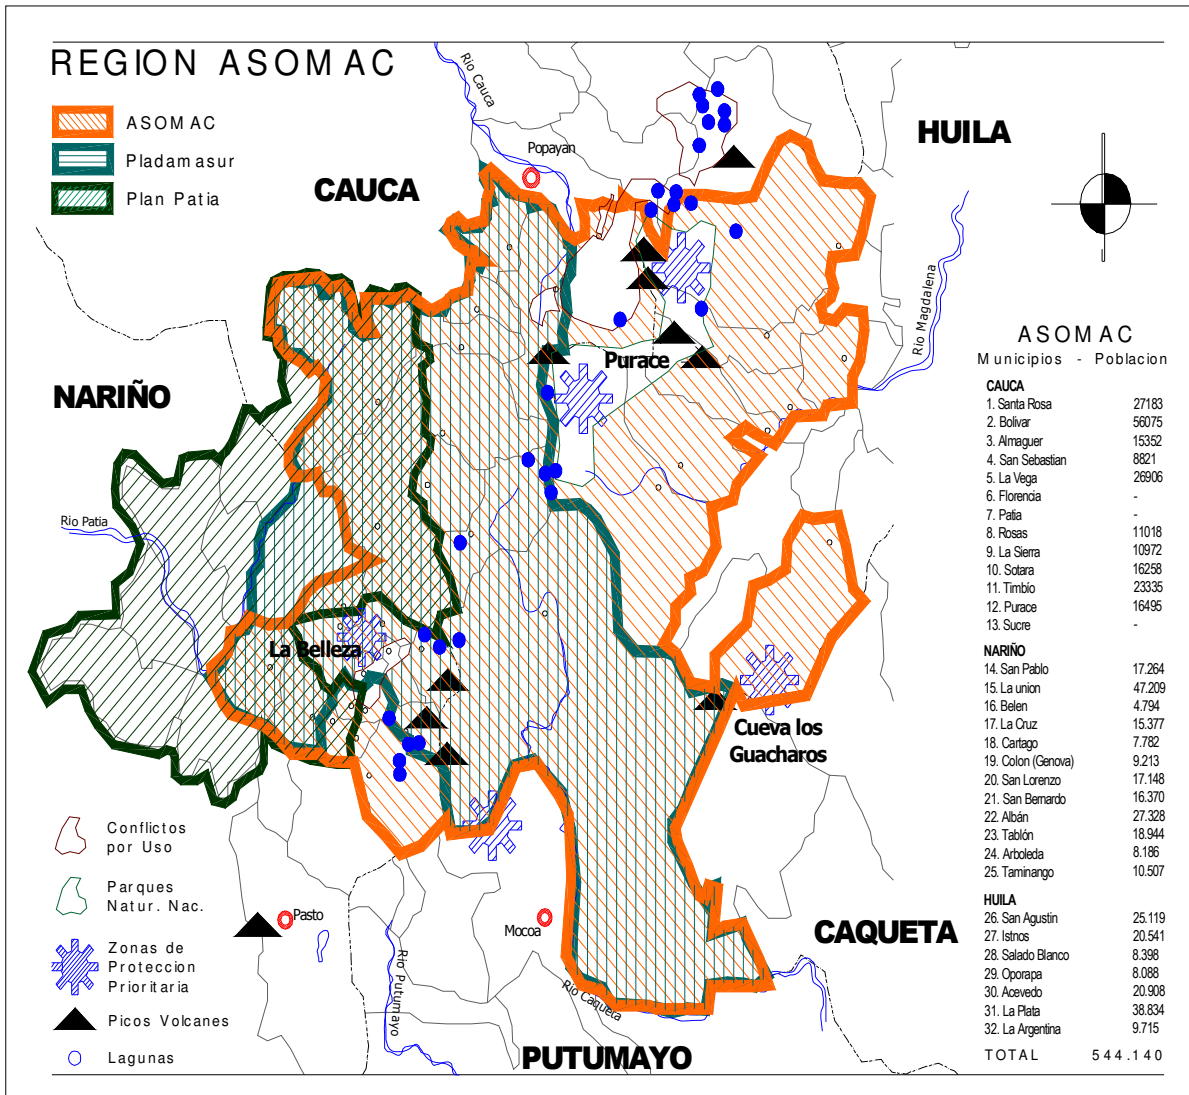 REGION ASOMAC
ASOMAC
Pladamasur
Plan Patia
CAUCA
HUILA
NARIÑO
CAQUETA
PUTUMAYO
Rio Cauca
Popayan
Rio Magdalena
Purace
Rio Patia
La Belleza
Cueva los
Guacharos
Pasto
Mocoa
Rio Putumayo
Rio Caqueta
Conflictos
por Uso
Parques
Natur. Nac.
Zonas de
Proteccion
Prioritaria
Picos Volcanes
Lagunas
ASOMAC
Municipios - Poblacion
CAUCA
1. Santa Rosa 27183
2. Bolivar 56075
3. Almaguer 15352
4. San Sebastian 8821
5. La Vega 26906
6. Florencia -
7. Patia -
8. Rosas 11018
9. La Sierra 10972
10. Sotara 16258
11. Timbío 23335
12. Purace 16495
13. Sucre -
NARIÑO
14. San Pablo 17.264
15. La union 47.209
16. Belen 4.794
17. La Cruz 15.377
18. Cartago 7.782
19. Colon (Genova) 9.213
20. San Lorenzo 17.148
21. San Bernardo 16.370
22. Albán 27.328
23. Tablón 18.944
24. Arboleda 8.186
25. Taminango 10.507
HUILA
26. San Agustin 25.119
27. Istnos 20.541
28. Salado Blanco 8.398
29. Oporapa 8.088
30. Acevedo 20.908
31. La Plata 38.834
32. La Argentina 9.715
TOTAL 544.140